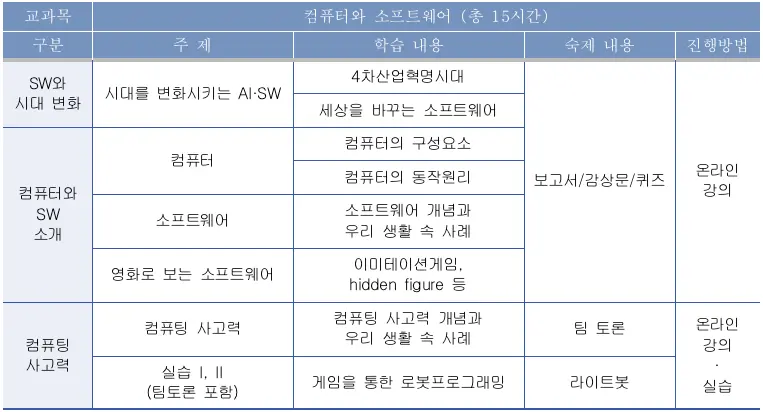 교과목
컴퓨터와 소프트웨어 (총 15시간)
구분
주 제
학습 내용
숙제 내용
진행방법
SW와
시대 변화
시대를 변화시키는 AI·SW
4차산업혁명시대
세상을 바꾸는 소프트웨어
보고서/감상문/퀴즈
온라인
강의
컴퓨터와
SW
소개
컴퓨터
컴퓨터의 구성요소
컴퓨터의 동작원리
소프트웨어
소프트웨어 개념과
우리 생활 속 사례
영화로 보는 소프트웨어
이미테이션게임,
hidden figure 등
컴퓨팅
사고력
컴퓨팅 사고력
컴퓨팅 사고력 개념과
우리 생활 속 사례
팀 토론
온라인
강의
·
실습
실습 I, II
(팀토론 포함)
게임을 통한 로봇프로그래밍
라이트봇